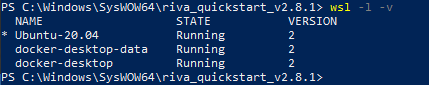 PS C:\Windows\SysWOW64\riva_quickstart_v2.8.1> wsl -l -v
  NAME                   STATE           VERSION
* Ubuntu-20.04           Running         2
  docker-desktop-data    Running         2
  docker-desktop         Running         2
PS C:\Windows\SysWOW64\riva_quickstart_v2.8.1>